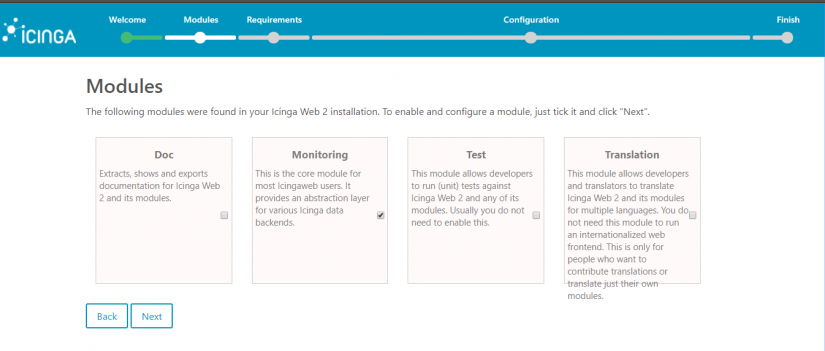 Welcome
Modules
Requirements
Configuration
Finish
ICINGA
Modules
The following modules were found in your Icinga Web 2 installation. To enable and configure a module, just tick it and click "Next".
Doc
Extracts, shows and exports
documentation for Icinga Web
2 and its modules.
Monitoring
This is the core module for
most Icingaweb users. It
provides an abstraction layer
for various Icinga data
backends.
Test
This module allows developers
to run (unit) tests against
Icinga Web 2 and any of its
modules. Usually you do not
need to enable this.
Translation
This module allows developers
and translators to translate
Icinga Web 2 and its modules
for multiple languages. You do
not need this module to run
an internationalized web
frontend. This is only for
people who want to
contribute translations or
translate just their own
modules.
Back
Next